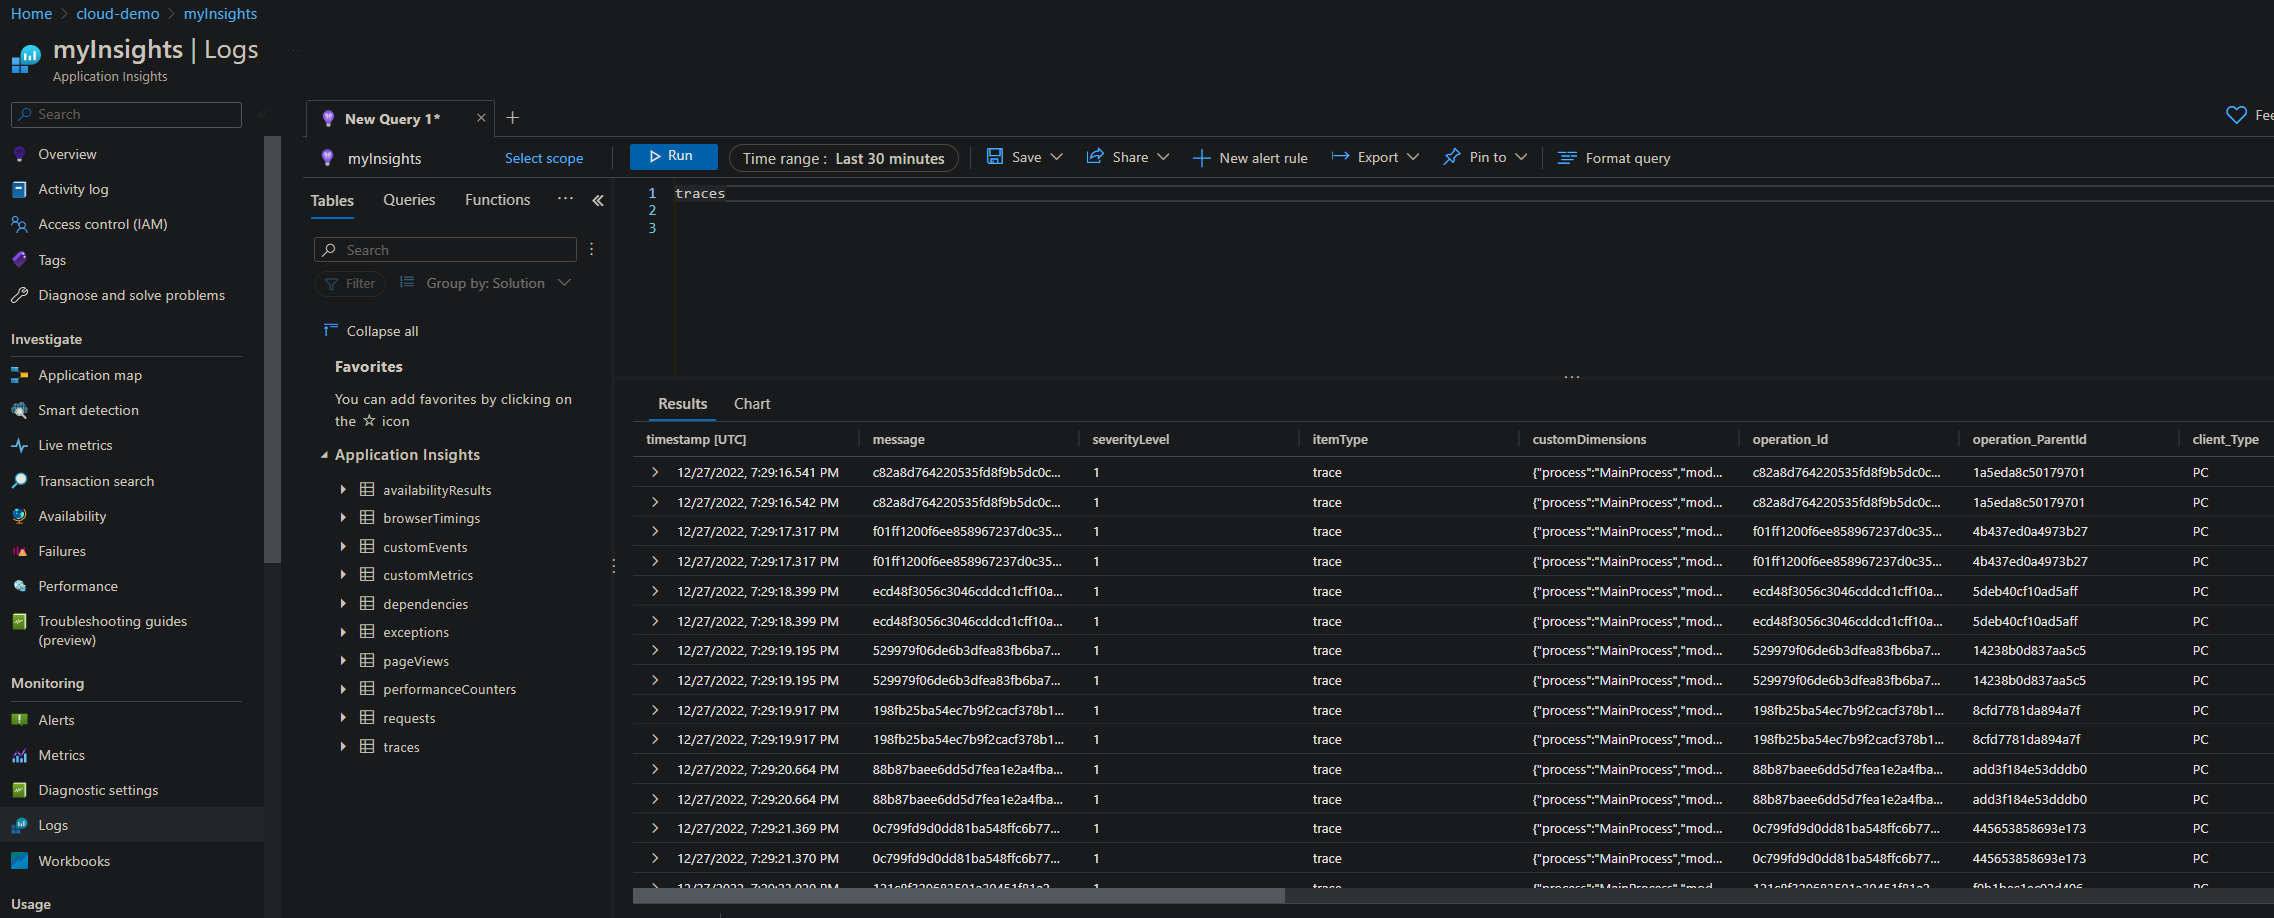 Home > cloud-demo > myInsights
myInsights | Logs
Application Insights
Search
Overview
Activity log
Access control (IAM)
Tags
Diagnose and solve problems
Investigate
Application map
Smart detection
Live metrics
Transaction search
Availability
Failures
Performance
Troubleshooting guides
(preview)
Monitoring
Alerts
Metrics
Diagnostic settings
Logs
Workbooks
Usage
New Query 1*
Fee
myInsights Select scope
Run Time range : Last 30 minutes Save Share New alert rule Export Pin to Format query
Tables Queries Functions
Search
Filter Group by: Solution
Collapse all
Favorites
You can add favorites by clicking on
the ☆ icon
Application Insights
availabilityResults
browserTimings
customEvents
customMetrics
dependencies
exceptions
pageViews
performanceCounters
requests
traces
1 traces
2
3
Results Chart
timestamp [UTC] message severityLevel itemType customDimensions operation_Id operation_ParentId client_Type
12/27/2022, 7:29:16.541 PM c82a8d764220535fd8f9b5dc0c... 1 trace {"process":"MainProcess","mod... c82a8d764220535fd8f9b5dc0c... 1a5eda8c50179701 PC
12/27/2022, 7:29:16.542 PM c82a8d764220535fd8f9b5dc0c... 1 trace {"process":"MainProcess","mod... c82a8d764220535fd8f9b5dc0c... 1a5eda8c50179701 PC
12/27/2022, 7:29:17.317 PM f01ff1200f6ee858967237d0c35... 1 trace {"process":"MainProcess","mod... f01ff1200f6ee858967237d0c35... 4b437ed0a4973b27 PC
12/27/2022, 7:29:17.317 PM f01ff1200f6ee858967237d0c35... 1 trace {"process":"MainProcess","mod... f01ff1200f6ee858967237d0c35... 4b437ed0a4973b27 PC
12/27/2022, 7:29:18.399 PM ecd48f3056c3046cddcd1cff10a... 1 trace {"process":"MainProcess","mod... ecd48f3056c3046cddcd1cff10a... 5deb40cf10ad5aff PC
12/27/2022, 7:29:18.399 PM ecd48f3056c3046cddcd1cff10a... 1 trace {"process":"MainProcess","mod... ecd48f3056c3046cddcd1cff10a... 5deb40cf10ad5aff PC
12/27/2022, 7:29:19.195 PM 529979f06de6b3dfea83fb6ba7... 1 trace {"process":"MainProcess","mod... 529979f06de6b3dfea83fb6ba7... 14238b0d837aa5c5 PC
12/27/2022, 7:29:19.195 PM 529979f06de6b3dfea83fb6ba7... 1 trace {"process":"MainProcess","mod... 529979f06de6b3dfea83fb6ba7... 14238b0d837aa5c5 PC
12/27/2022, 7:29:19.917 PM 198fb25ba54ec7b9f2cacf378b1... 1 trace {"process":"MainProcess","mod... 198fb25ba54ec7b9f2cacf378b1... 8cfd7781da894a7f PC
12/27/2022, 7:29:19.917 PM 198fb25ba54ec7b9f2cacf378b1... 1 trace {"process":"MainProcess","mod... 198fb25ba54ec7b9f2cacf378b1... 8cfd7781da894a7f PC
12/27/2022, 7:29:20.664 PM 88b87baee6dd5d7fea1e2a4fba... 1 trace {"process":"MainProcess","mod... 88b87baee6dd5d7fea1e2a4fba... add3f184e53dddb0 PC
12/27/2022, 7:29:20.664 PM 88b87baee6dd5d7fea1e2a4fba... 1 trace {"process":"MainProcess","mod... 88b87baee6dd5d7fea1e2a4fba... add3f184e53dddb0 PC
12/27/2022, 7:29:21.369 PM 0c799fd9d0dd81ba548ffc6b77... 1 trace {"process":"MainProcess","mod... 0c799fd9d0dd81ba548ffc6b77... 445653858693e173 PC
12/27/2022, 7:29:21.370 PM 0c799fd9d0dd81ba548ffc6b77... 1 trace {"process":"MainProcess","mod... 0c799fd9d0dd81ba548ffc6b77... 445653858693e173 PC